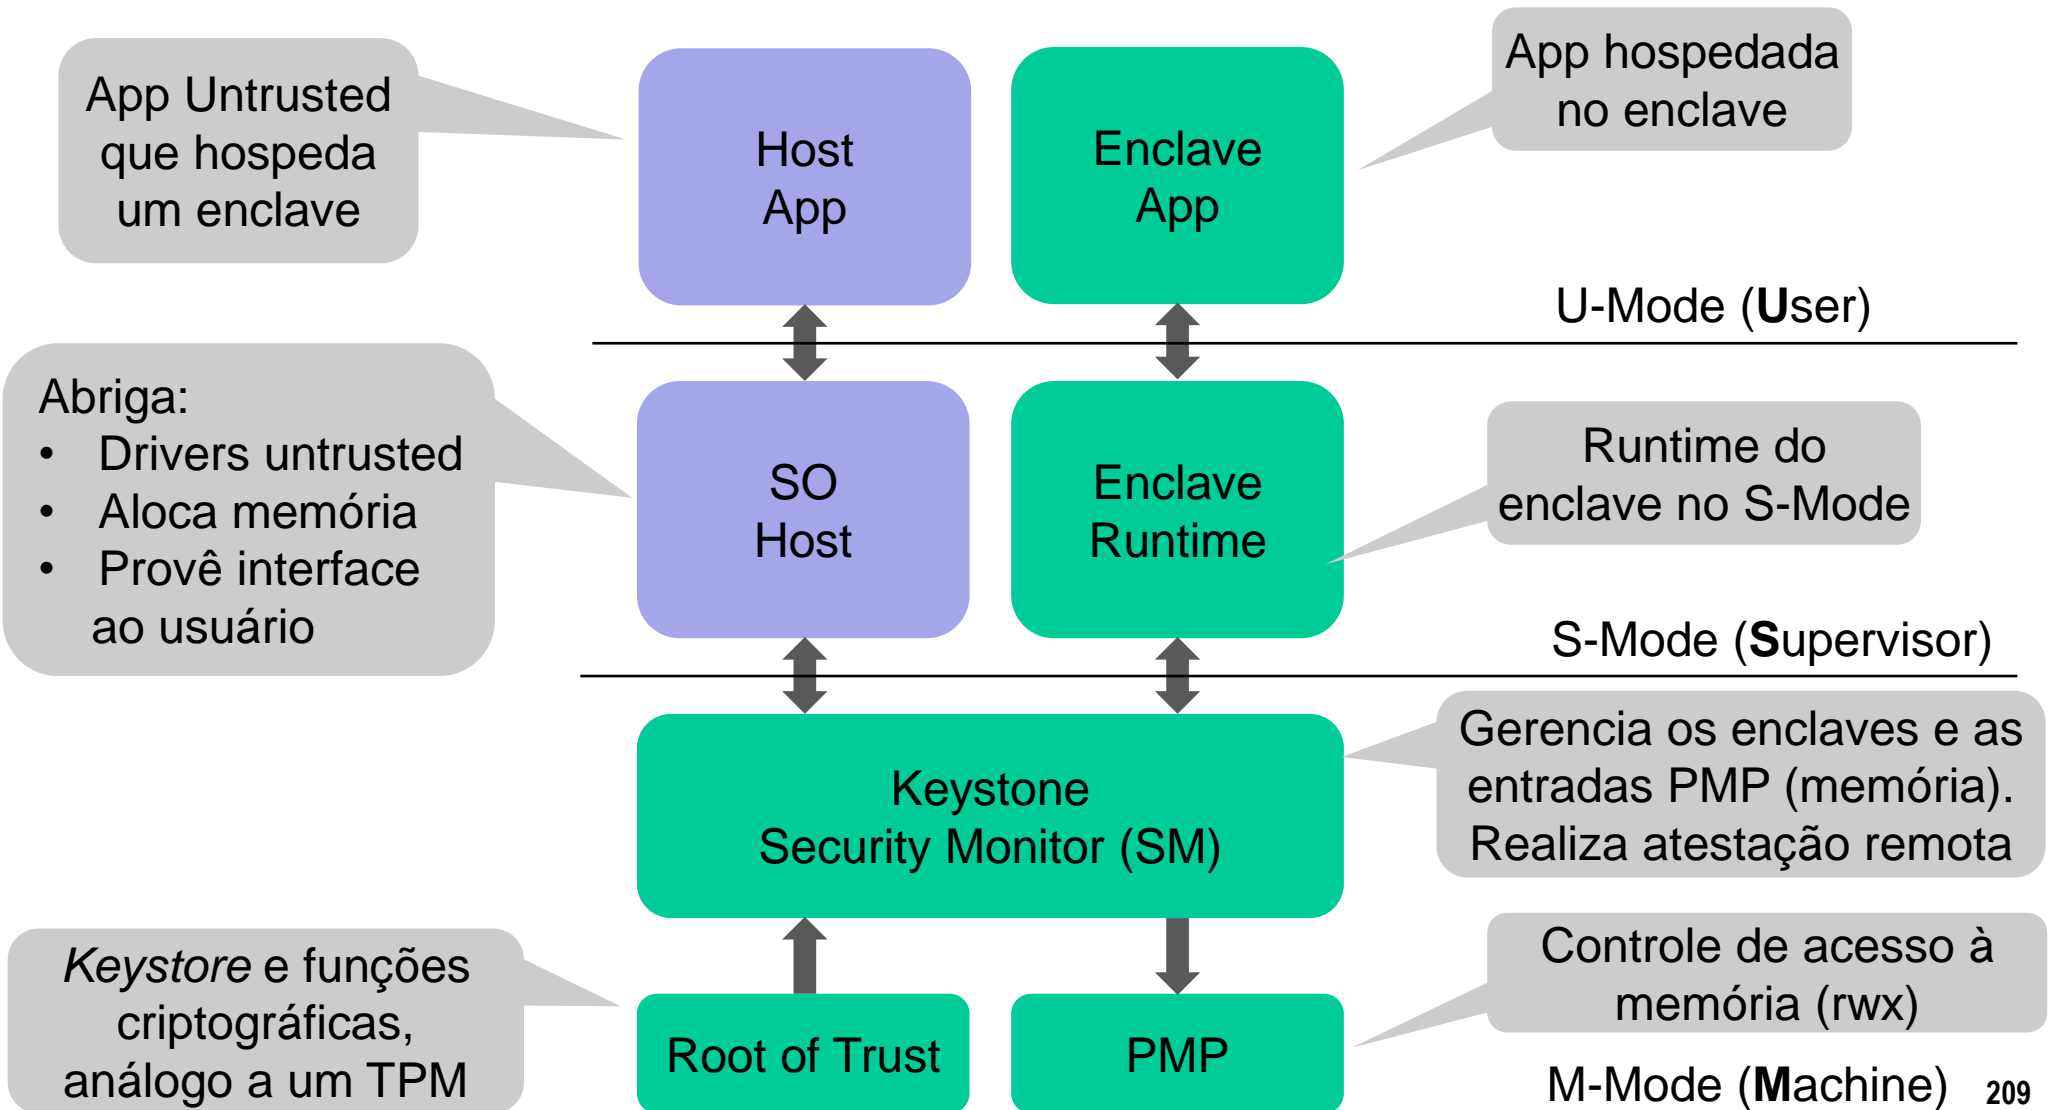 App Untrusted
que hospeda
um enclave
Host
App
Enclave
App
App hospedada
no enclave
U-Mode (User)
Abriga:
• Drivers untrusted
• Aloca memória
• Provê interface
ao usuário
SO
Host
Enclave
Runtime
Runtime do
enclave no S-Mode
S-Mode (Supervisor)
Keystone
Security Monitor (SM)
Gerencia os enclaves e as
entradas PMP (memória).
Realiza atestação remota
Keystore e funções
criptográficas,
análogo a um TPM
Root of Trust
PMP
Controle de acesso à
memória (rwx)
M-Mode (Machine)
209